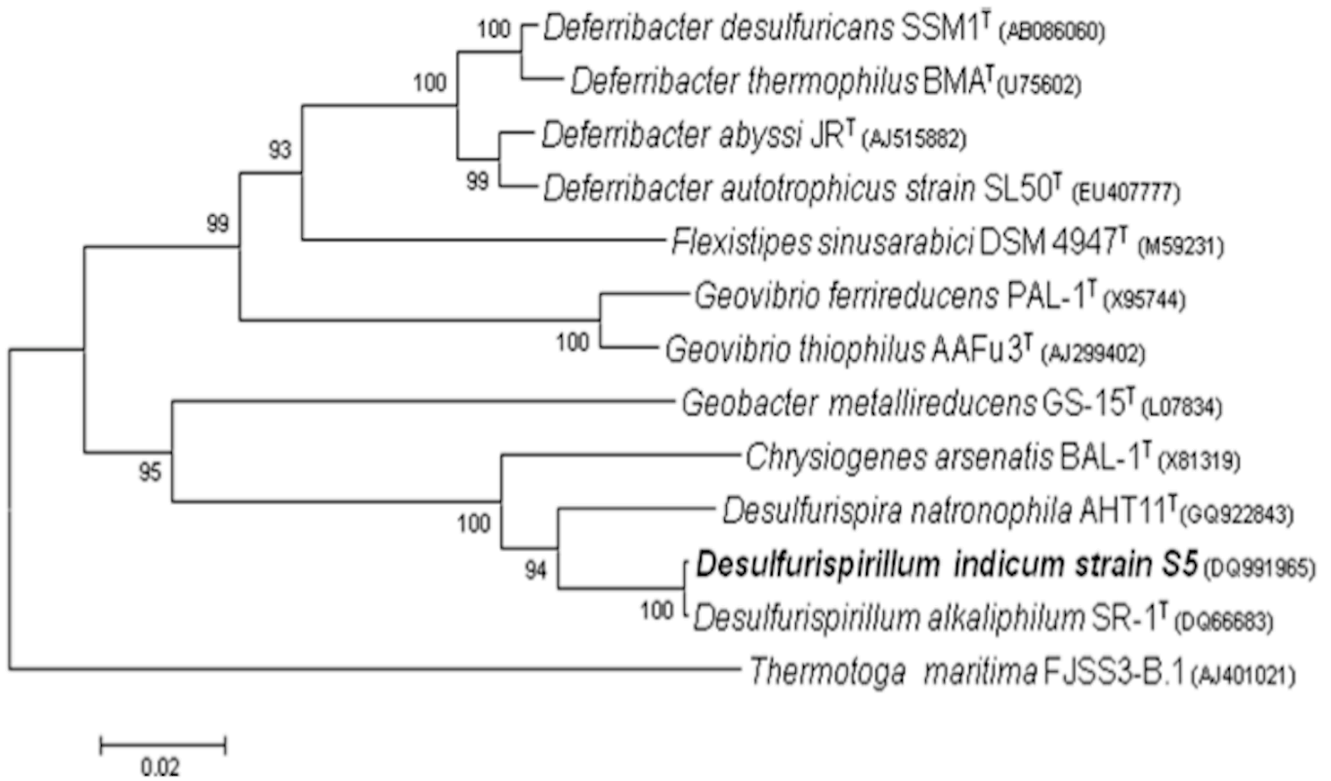 100 Deferribacter desulfuricans SSM1T (AB086060)
100 Deferribacter thermophilus BMAT (U75602)
93 Deferribacter abyssi JRT (AJ515882)
99 Deferribacter autotrophicus strain SL50T (EU407777)
99 Flexistipes sinusarabici DSM 4947T (M59231)
Geovibrio ferrireducens PAL-1T (X95744)
100 Geovibrio thiophilus AAFu3T (AJ299402)
Geobacter metallireducens GS-15T (L07834)
95 Chrysiogenes arsenatis BAL-1T (X81319)
100 Desulfurispira natronophila AHT11T (GQ922843)
94 Desulfurispirillum indicum strain S5 (DQ991965)
100 Desulfurispirillum alkaliphilum SR-1T (DQ66683)
Thermotoga maritima FJSS3-B.1 (AJ401021)
0.02